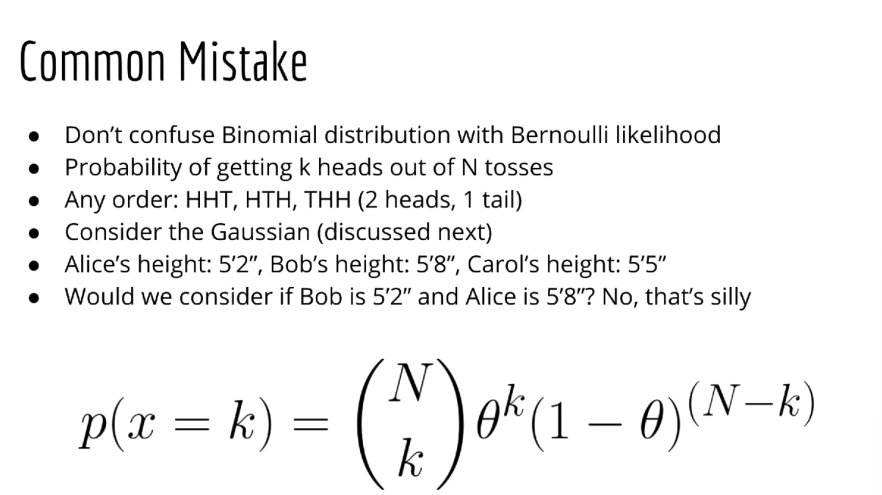 Common Mistake
● Don’t confuse Binomial distribution with Bernoulli likelihood
● Probability of getting k heads out of N tosses
● Any order: HHT, HTH, THH (2 heads, 1 tail)
● Consider the Gaussian (discussed next)
● Alice’s height: 5’2”, Bob’s height: 5’8”, Carol’s height: 5’5”
● Would we consider if Bob is 5’2” and Alice is 5’8”? No, that’s silly
p(x = k) = (N k) θ^k (1 − θ)^(N−k)